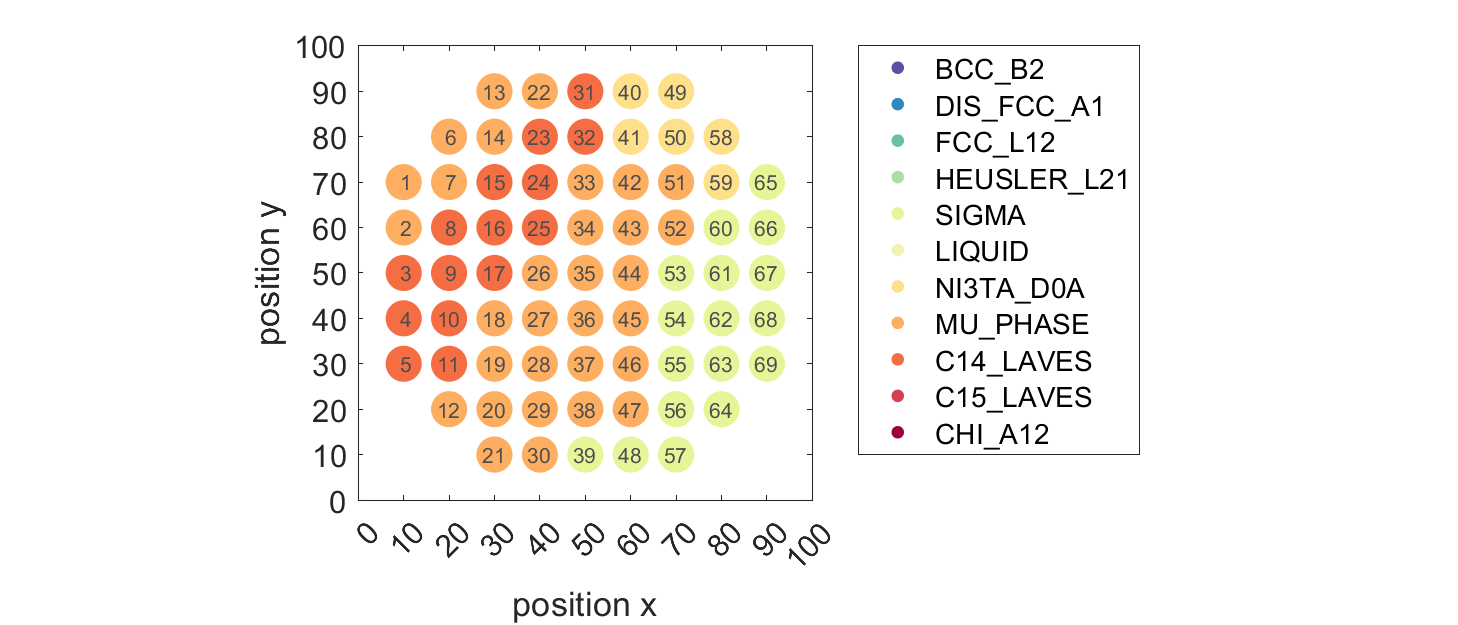 100
90
80
70
60
50
40
30
20
10
0
position y
13 22 31 40 49
6 14 23 32 41 50 58
1 7 15 24 33 42 51 59 65
2 8 16 25 34 43 52 60 66
3 9 17 26 35 44 53 61 67
4 10 18 27 36 45 54 62 68
5 11 19 28 37 46 55 63 69
12 20 29 38 47 56 64
21 30 39 48 57
0 10 20 30 40 50 60 70 80 90 100
position x
BCC_B2
DIS_FCC_A1
FCC_L12
HEUSLER_L21
SIGMA
LIQUID
NI3TA_D0A
MU_PHASE
C14_LAVES
C15_LAVES
CHI_A12